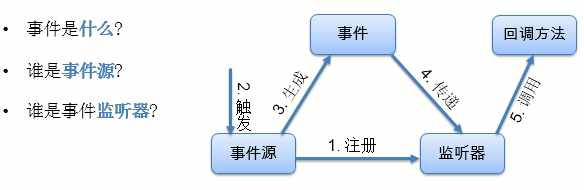 • 事件是什么?
• 谁是事件源?
• 谁是事件监听器?
事件
回调方法
2. 触发
3. 生成
4. 传递
5. 调用
事件源
1. 注册
监听器